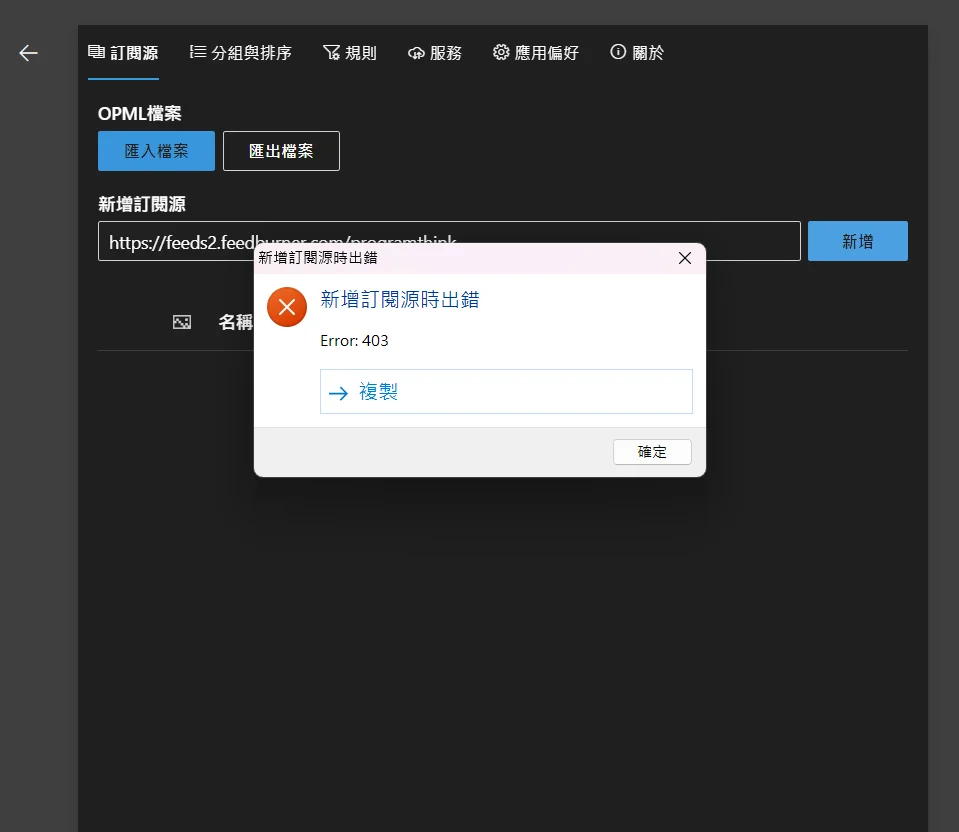 訂閱源 分組與排序 規則 服務 應用偏好 關於
OPML檔案
匯入檔案 匯出檔案
新增訂閱源
https://feeds2.feedburner.com/programthink 新增
新增訂閱源時出錯
新增訂閱源時出錯
名稱
Error: 403
複製
確定